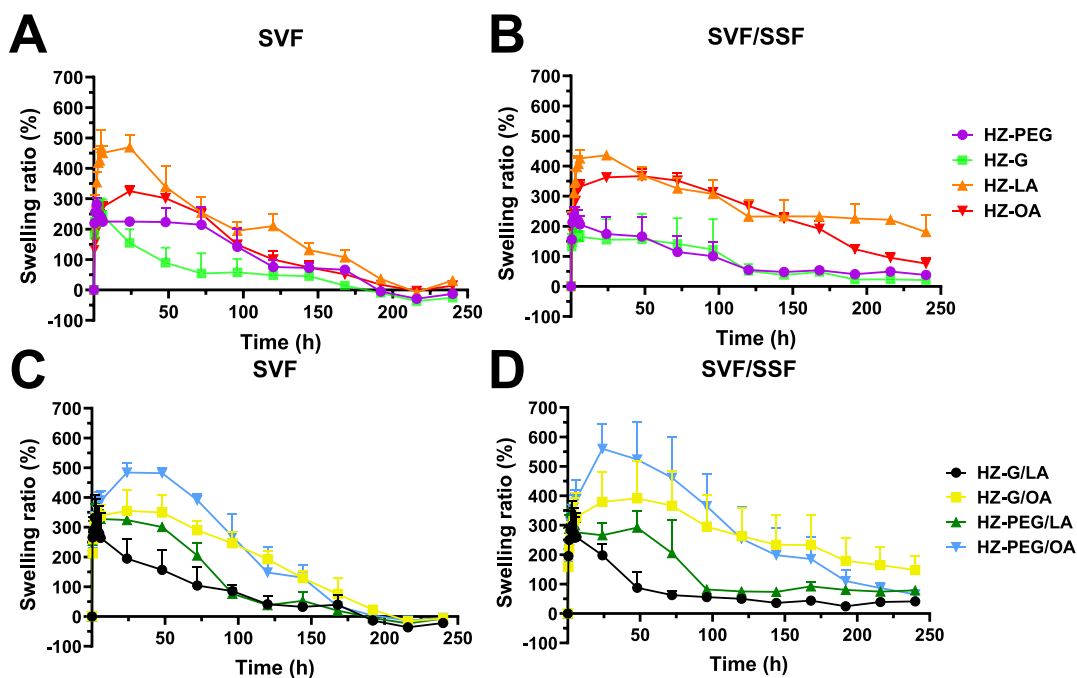 A
SVF
700
600
500
400
300
200
100
0
-100
Swelling ratio (%)
50
100
150
200
250
Time (h)
B
SVF/SSF
700
600
500
400
300
200
100
0
-100
Swelling ratio (%)
50
100
150
200
250
Time (h)
HZ-PEG
HZ-G
HZ-LA
HZ-OA
C
SVF
700
600
500
400
300
200
100
0
-100
Swelling ratio (%)
50
100
150
200
250
Time (h)
D
SVF/SSF
700
600
500
400
300
200
100
0
-100
Swelling ratio (%)
50
100
150
200
250
Time (h)
HZ-G/LA
HZ-G/OA
HZ-PEG/LA
HZ-PEG/OA